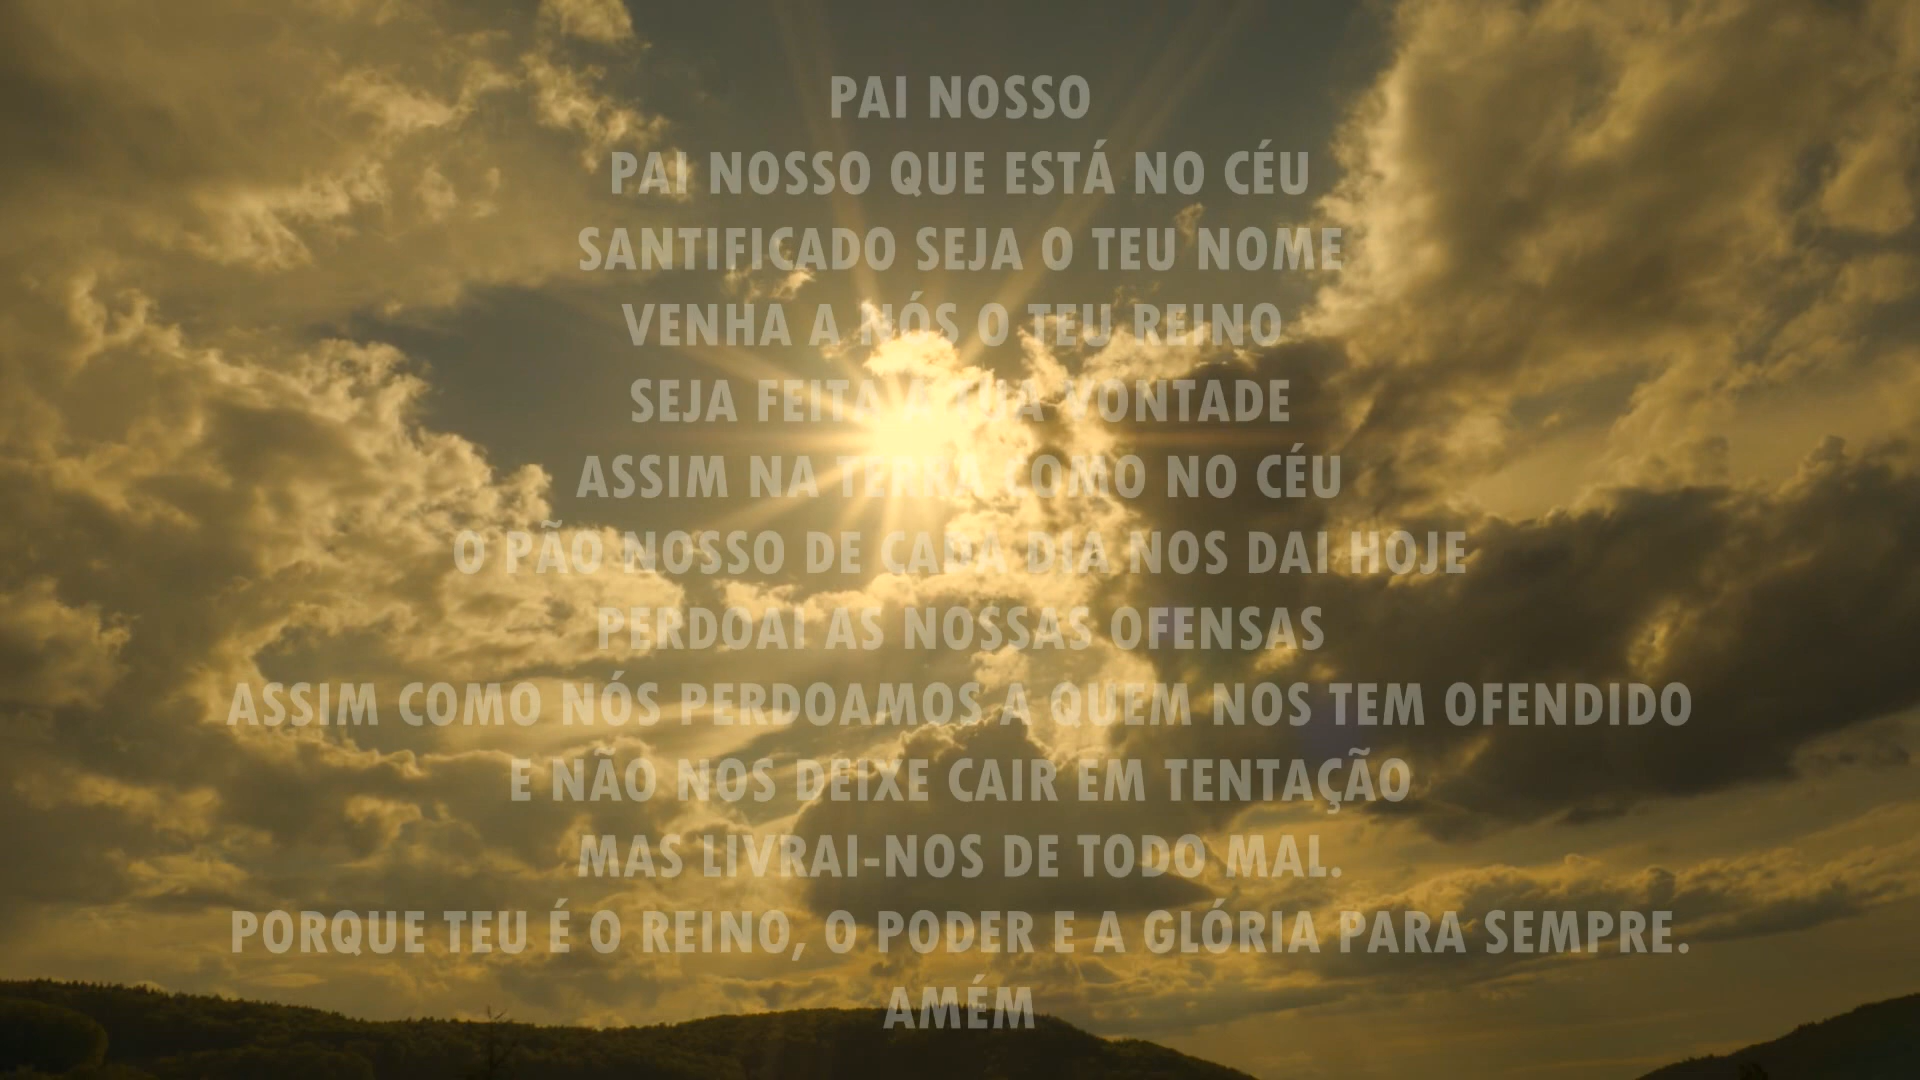 PAI NOSSO
PAI NOSSO QUE ESTÁ NO CÉU
SANTIFICADO SEJA O TEU NOME
VENHA A NÓS O TEU REINO
SEJA FEITA A SUA VONTADE
ASSIM NA TERRA COMO NO CÉU
O PÃO NOSSO DE CADA DIA NOS DAI HOJE
PERDOAI AS NOSSAS OFENSAS
ASSIM COMO NÓS PERDOAMOS A QUEM NOS TEM OFENDIDO
E NÃO NOS DEIXE CAIR EM TENTAÇÃO
MAS LIVRAI-NOS DE TODO MAL.
PORQUE TEU É O REINO, O PODER E A GLÓRIA PARA SEMPRE.
AMÉM